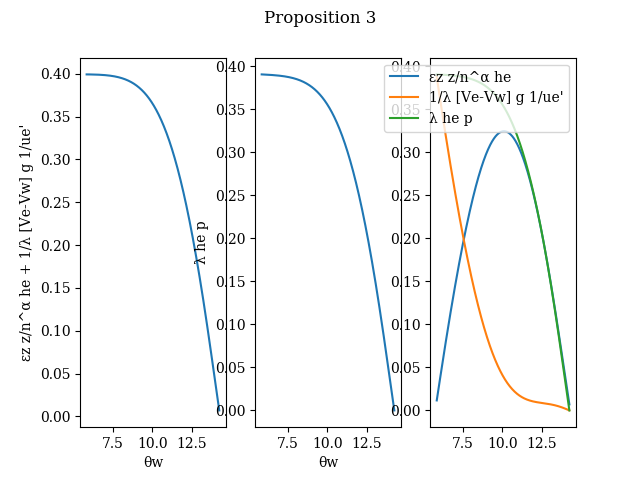 Proposition 3
εz z/n^α he + 1/λ [Ve-Vw] g 1/ue'
0.40
0.35
0.30
0.25
0.20
0.15
0.10
0.05
0.00
7.5 10.0 12.5
θw
λ he p
0.40
0.35
0.30
0.25
0.20
0.15
0.10
0.05
0.00
7.5 10.0 12.5
θw
0.40
0.35
0.30
0.25
0.20
0.15
0.10
0.05
0.00
7.5 10.0 12.5
εz z/n^α he
1/λ [Ve-Vw] g 1/ue'
λ he p